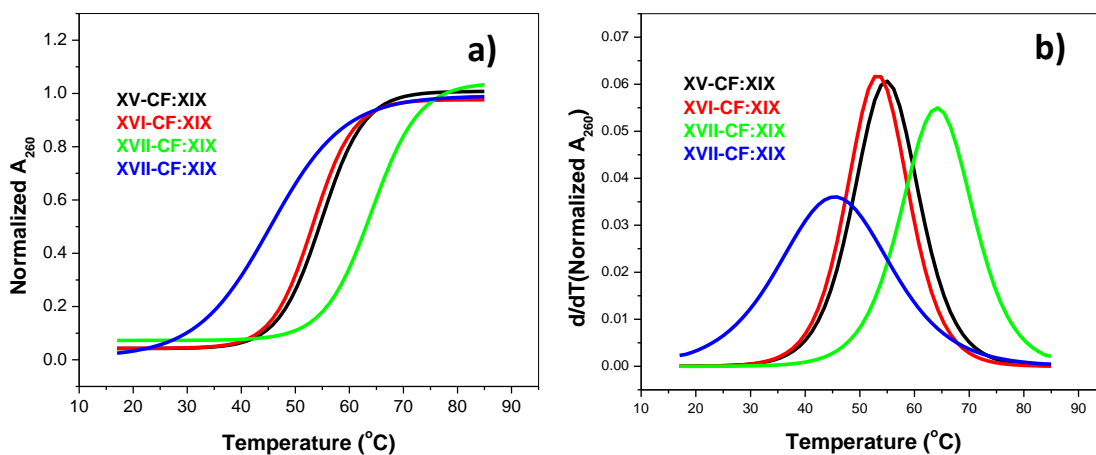 a)
XV-CF:XIX
XVI-CF:XIX
XVII-CF:XIX
XVII-CF:XIX
Normalized A260
1.2
1.0
0.8
0.6
0.4
0.2
0.0
10 20 30 40 50 60 70 80 90
Temperature (oC)
b)
XV-CF:XIX
XVI-CF:XIX
XVII-CF:XIX
XVII-CF:XIX
d/dT(Normalized A260)
0.07
0.06
0.05
0.04
0.03
0.02
0.01
0.00
10 20 30 40 50 60 70 80 90
Temperature (oC)